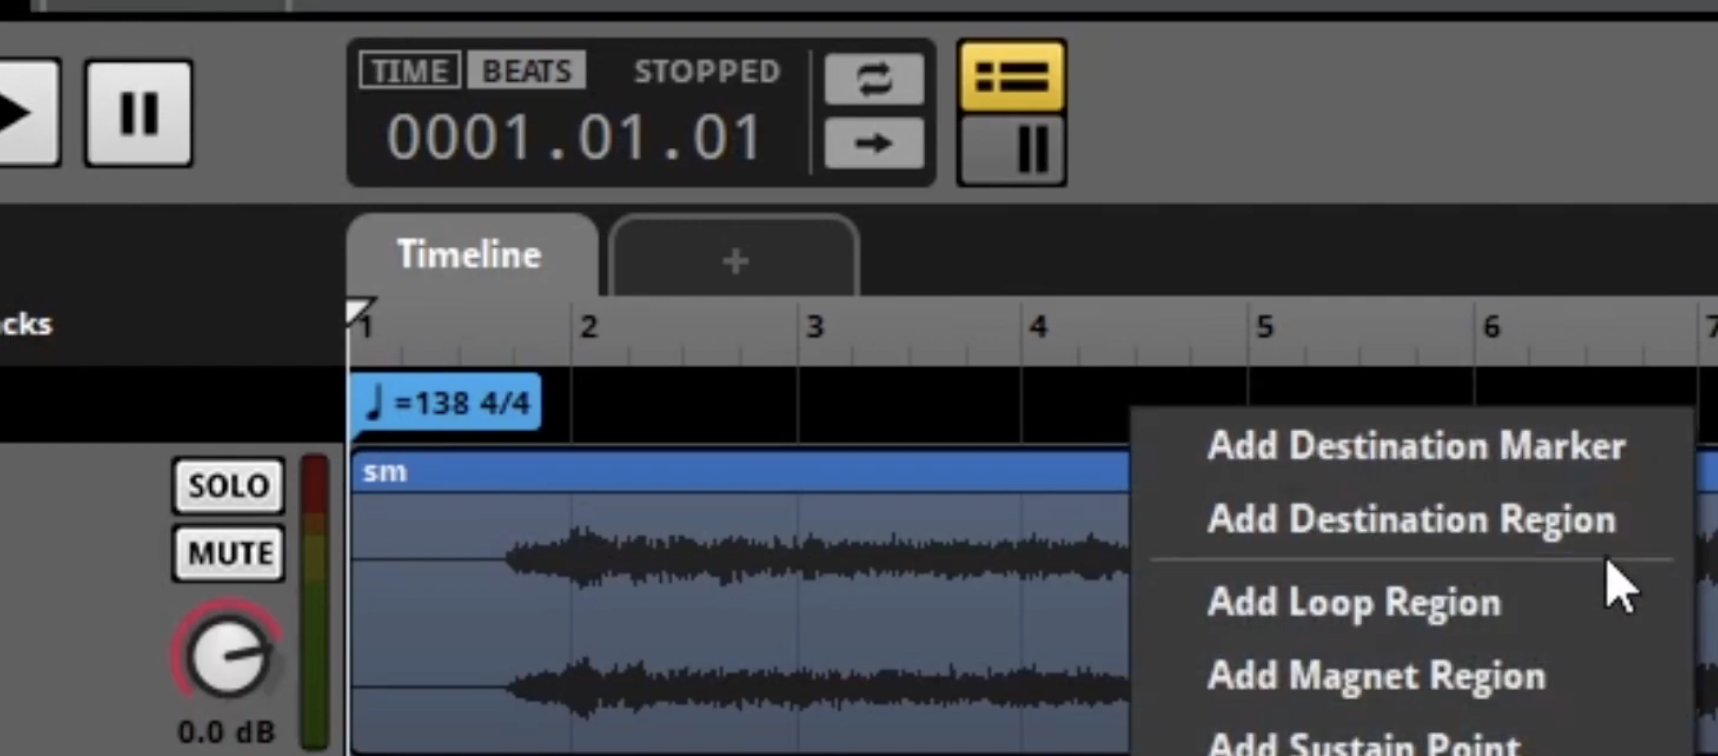 TIME BEATS STOPPED
0001.01.01
Timeline +
cks
1 2 3 4 5 6 7
=138 4/4
sm
SOLO
MUTE
0.0 dB
Add Destination Marker
Add Destination Region
Add Loop Region
Add Magnet Region
Add Sustain Point